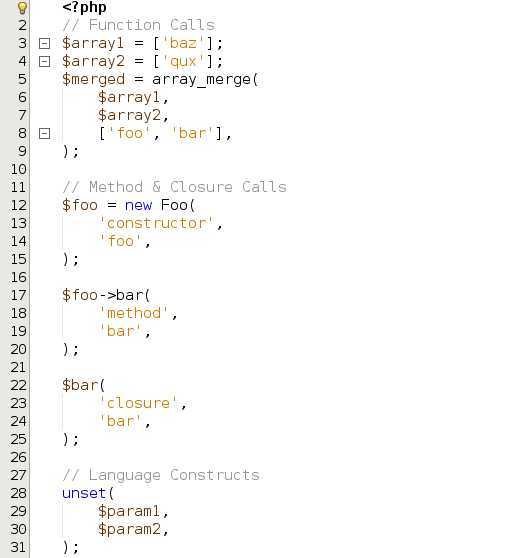 <?php
2 // Function Calls
3 $array1 = ['baz'];
4 $array2 = ['qux'];
5 $merged = array_merge(
6 $array1,
7 $array2,
8 ['foo', 'bar'],
9 );
10
11 // Method & Closure Calls
12 $foo = new Foo(
13 'constructor',
14 'foo',
15 );
16
17 $foo->bar(
18 'method',
19 'bar',
20 );
21
22 $bar(
23 'closure',
24 'bar',
25 );
26
27 // Language Constructs
28 unset(
29 $param1,
30 $param2,
31 );